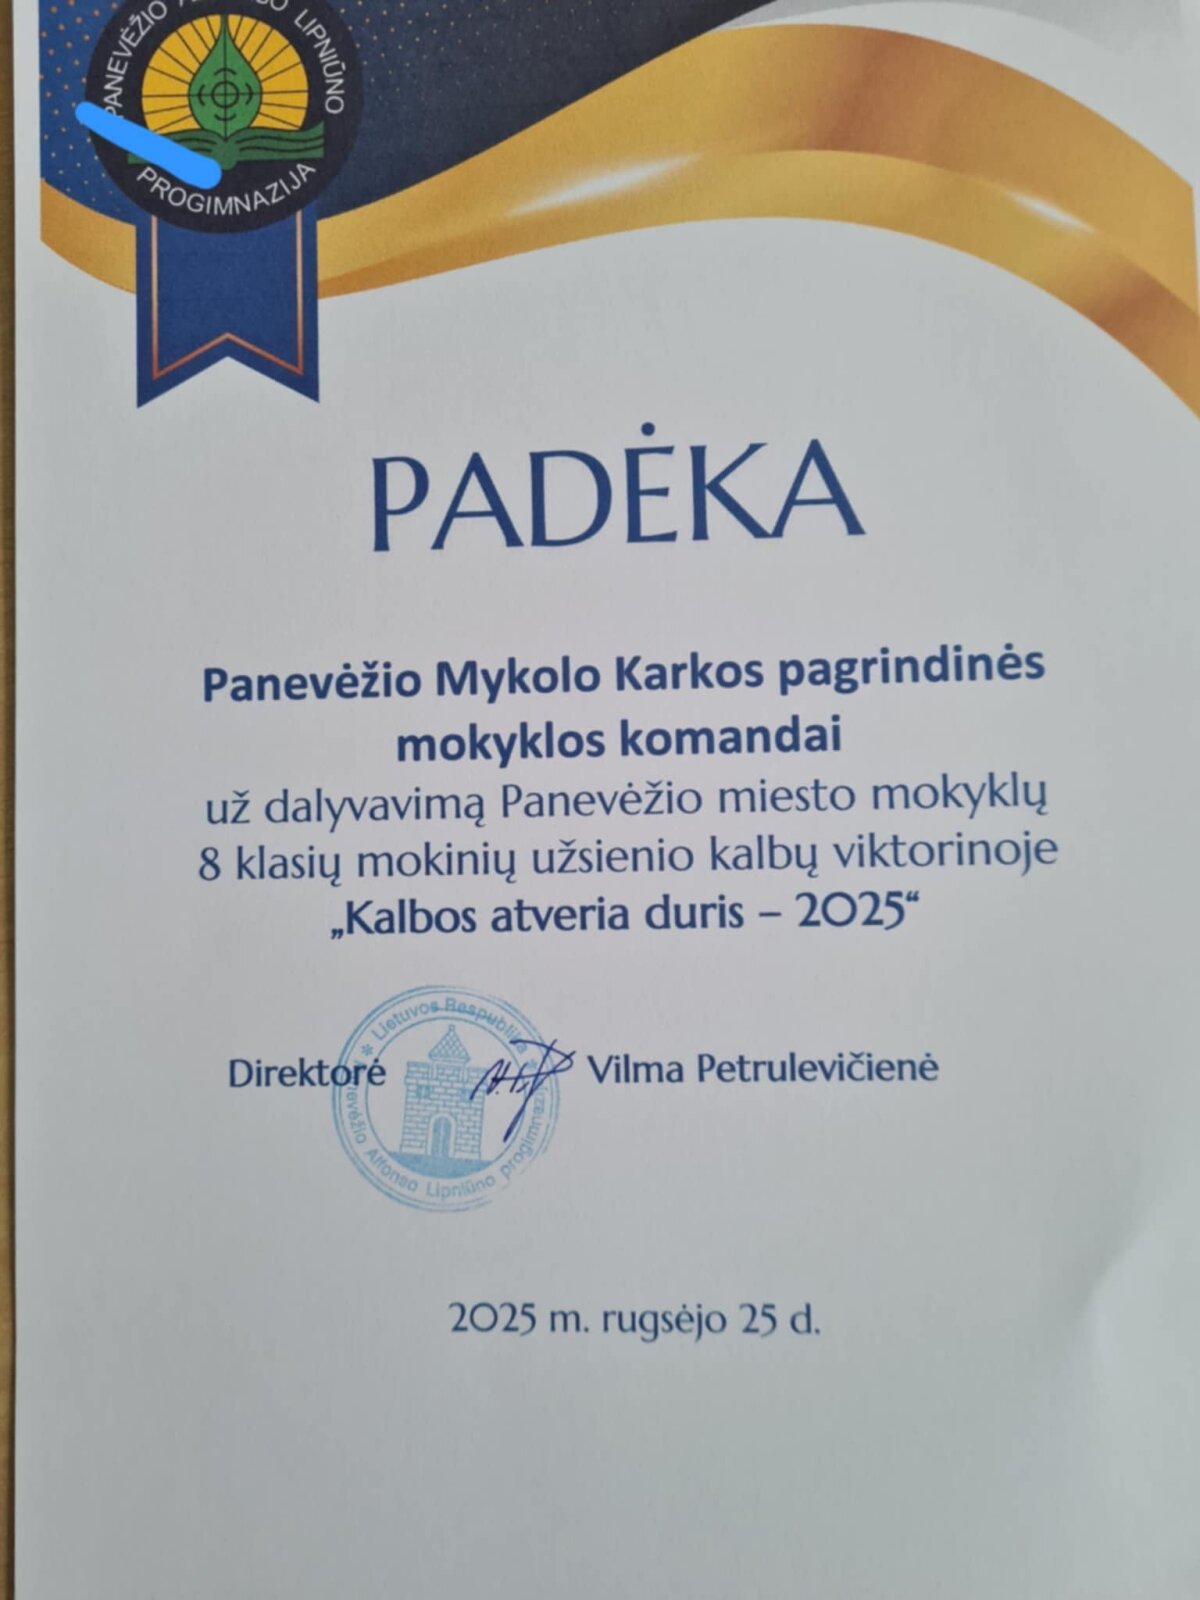 PANEVĖŽIO LIPNIŪNO
PROGIMNAZIJA
PADĖKA
Panevėžio Mykolo Karkos pagrindinės
mokyklos komandai
už dalyvavimą Panevėžio miesto mokyklų
8 klasių mokinių užsienio kalbų viktorinoje
„Kalbos atveria duris – 2025“
Lietuvos Respublika
Direktorė Vilma Petrulevičienė
Alfonso Lipniūno progimnazija
2025 m. rugsėjo 25 d.